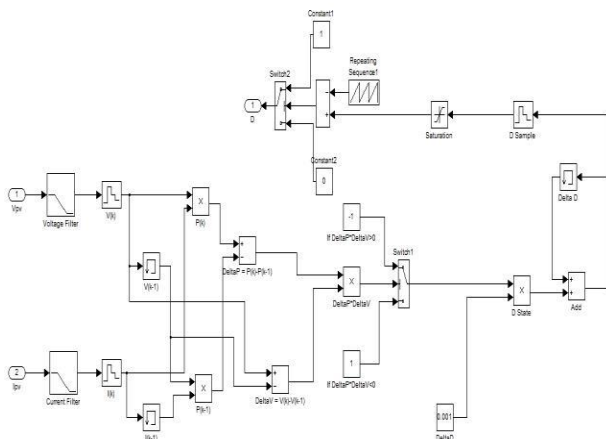 Constant1
1
Switch2
Repeating
Sequence1
1
D
Saturation
D Sample
Constant2
0
1
Vpv
Voltage Filter
V(k)
X
P(k)
-1
If DeltaP*DeltaV>0
Delta D
V(k-1)
DeltaP = P(k)-P(k-1)
Switch1
X
DeltaP*DeltaV
X
D State
Add
2
Ipv
Current Filter
I(k)
X
P(k-1)
DeltaV = V(k)-V(k-1)
1
If DeltaP*DeltaV<0
I(k-1)
0.001
DeltaD